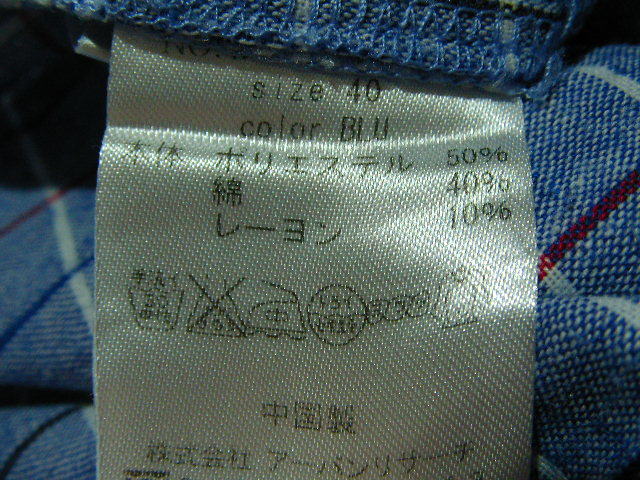 size 40
color BLU
本体 ポリエステル 50%
綿 40%
レーヨン 10%
中国製
株式会社 アーバンリサーチ